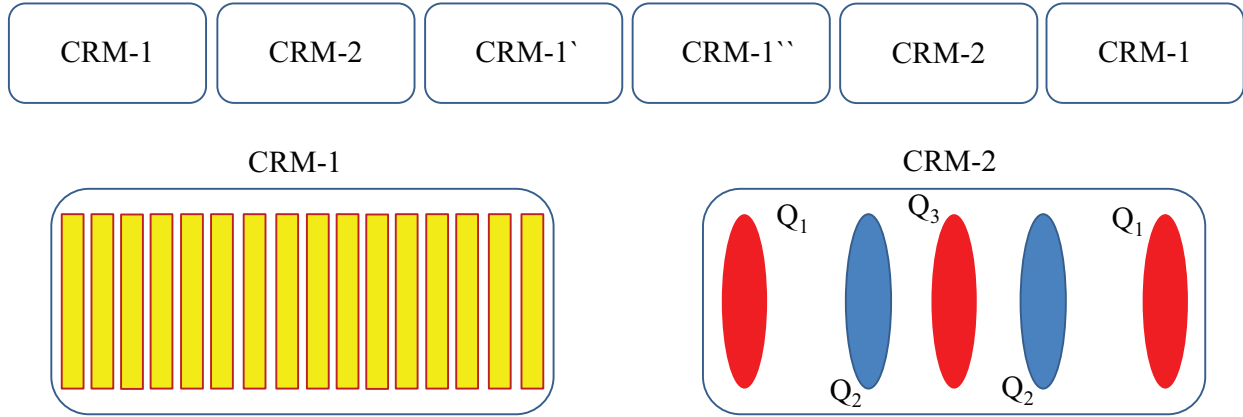 CRM-1 CRM-2 CRM-1` CRM-1`` CRM-2 CRM-1
CRM-1 CRM-2
Q₁ Q₃ Q₁
Q₂ Q₂